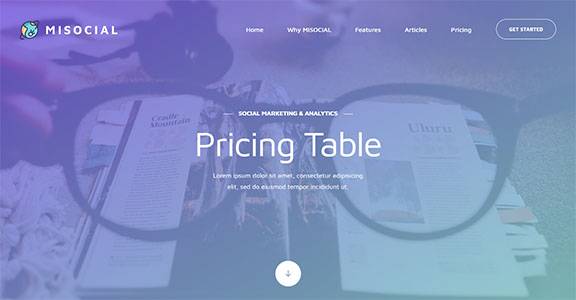 MISOCIAL
Home
Why MISOCIAL
Features
Articles
Pricing
GET STARTED
SOCIAL MARKETING & ANALYTICS
Cradle
Mountain
Uluru
Pricing Table
Lorem ipsum dolor sit amet, consectetur adipisicing
elit, sed do eiusmod tempor incididunt ut.